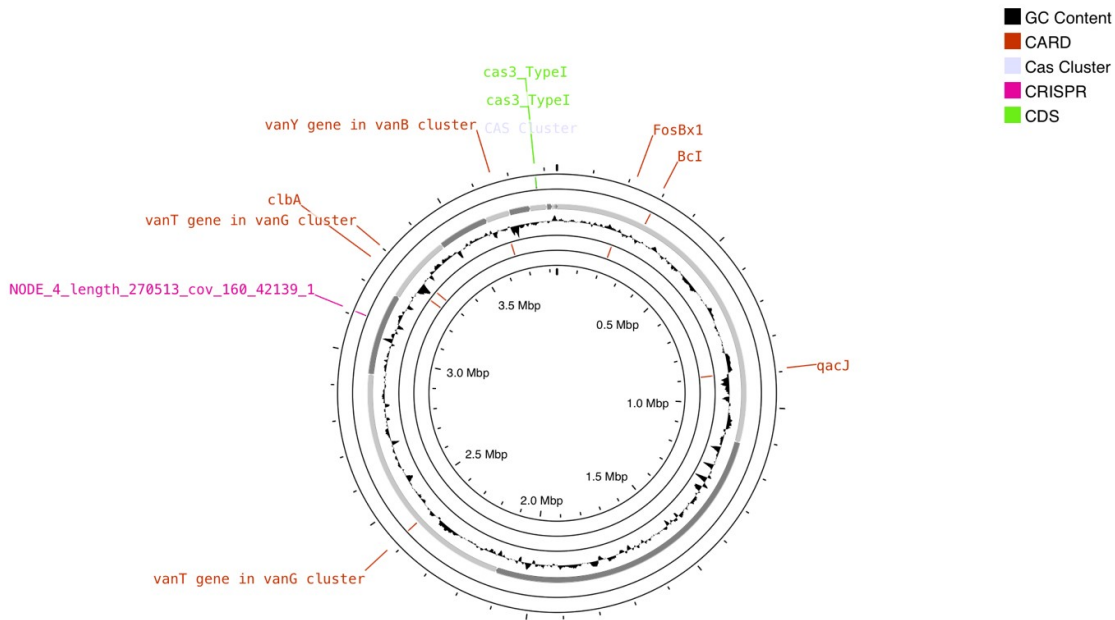 GC Content
CARD
Cas Cluster
CRISPR
CDS
cas3_TypeI
cas3_TypeI
CAS Cluster
vanY gene in vanB cluster
FosBx1
BcI
clbA
vanT gene in vanG cluster
NODE_4_length_270513_cov_160_42139_1
qacJ
vanT gene in vanG cluster
3.5 Mbp
0.5 Mbp
3.0 Mbp
1.0 Mbp
2.5 Mbp
1.5 Mbp
2.0 Mbp